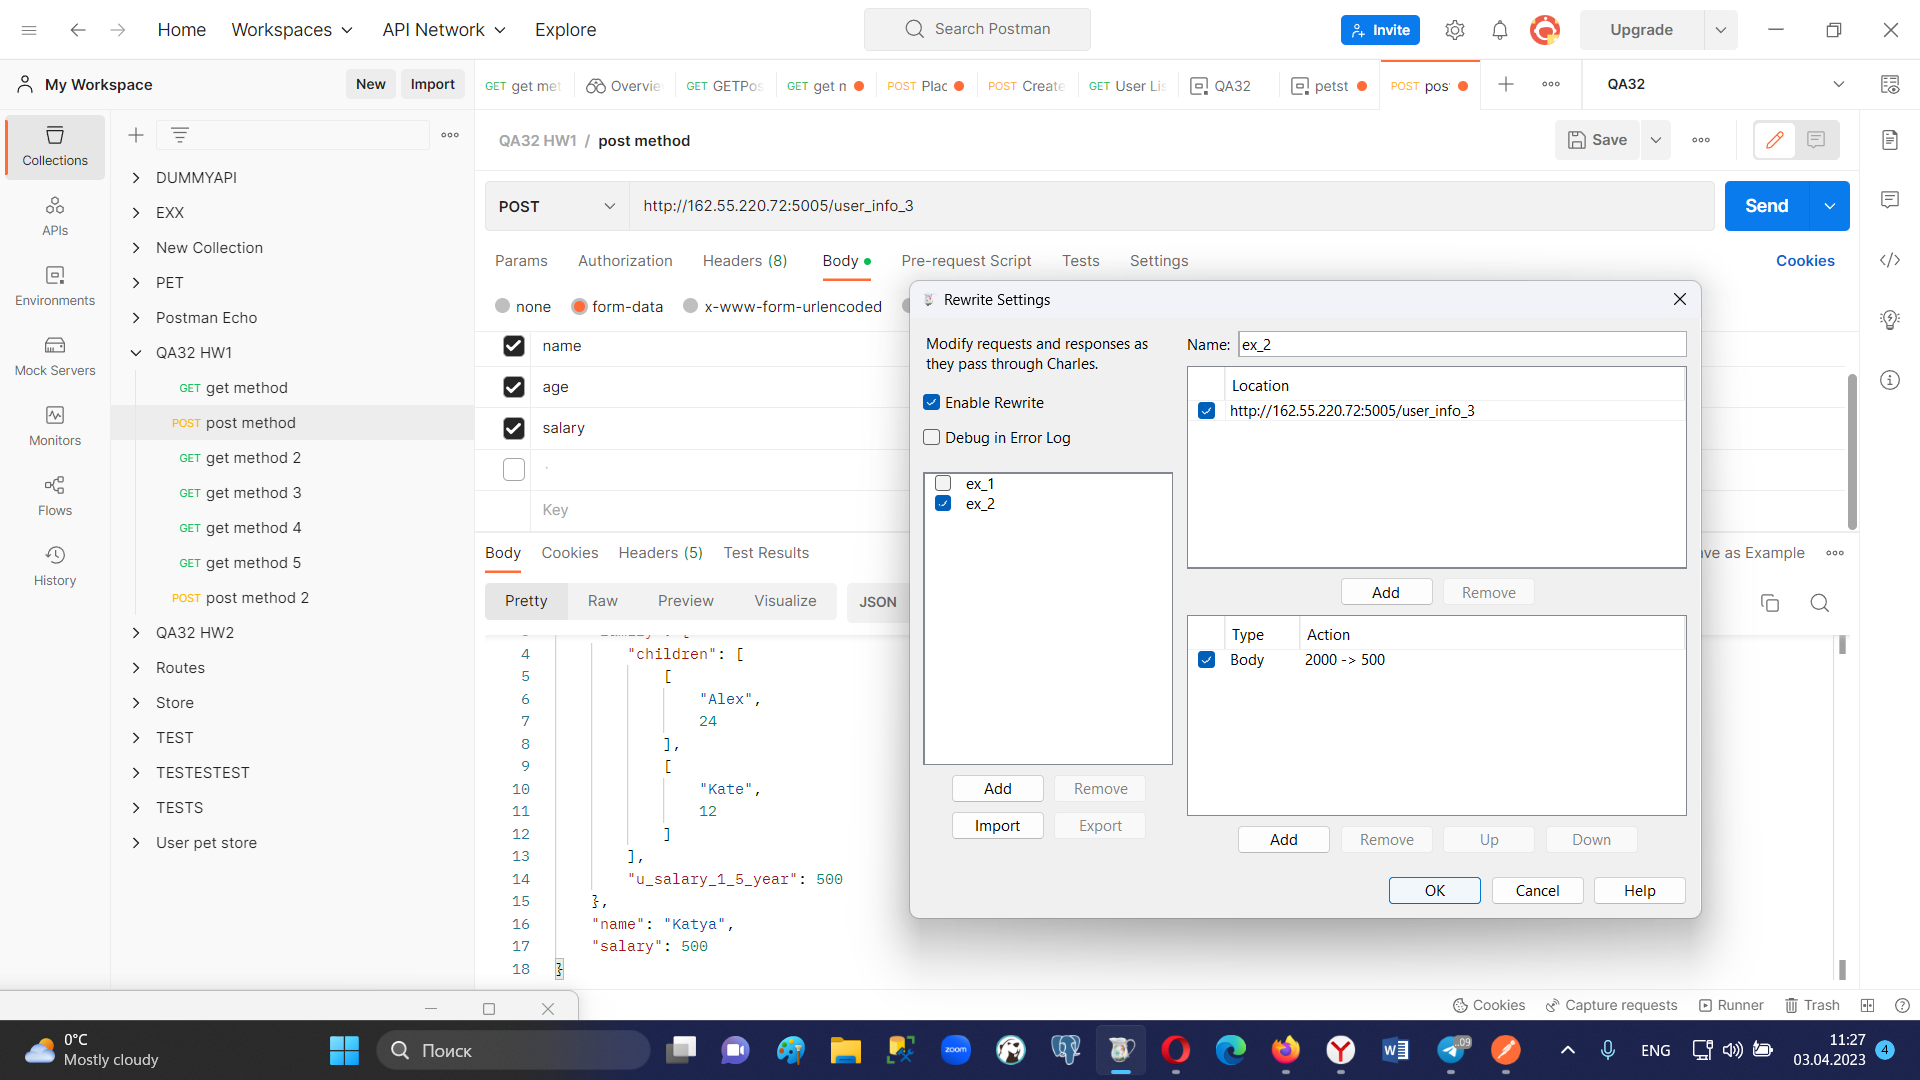 Home
Workspaces
API Network
Explore
Search Postman
Invite
Upgrade
My Workspace
New
Import
GET get met
Overvie
GET GETPos
GET get n
POST Plac
POST Create
GET User Lis
QA32
petst
POST pos
QA32
Collections
APIs
Environments
Mock Servers
Monitors
Flows
History
DUMMYAPI
EXX
New Collection
PET
Postman Echo
QA32 HW1
GET get method
POST post method
GET get method 2
GET get method 3
GET get method 4
GET get method 5
POST post method 2
QA32 HW2
Routes
Store
TEST
TESTESTEST
TESTS
User pet store
QA32 HW1 / post method
Save
POST
http://162.55.220.72:5005/user_info_3
Send
Params
Authorization
Headers (8)
Body
Pre-request Script
Tests
Settings
Cookies
none
form-data
x-www-form-urlencoded
name
age
salary
Key
Body
Cookies
Headers (5)
Test Results
ave as Example
Pretty
Raw
Preview
Visualize
JSON
4 "children": [
5 [
6 "Alex",
7 24
8 ],
9 [
10 "Kate",
11 12
12 ]
13 ],
14 "u_salary_1_5_year": 500
15 },
16 "name": "Katya",
17 "salary": 500
18 }
Rewrite Settings
Modify requests and responses as
they pass through Charles.
Enable Rewrite
Debug in Error Log
ex_1
ex_2
Add
Remove
Import
Export
Name: ex_2
Location
http://162.55.220.72:5005/user_info_3
Add
Remove
Type Action
Body 2000 -> 500
Add
Remove
Up
Down
OK
Cancel
Help
Cookies
Capture requests
Runner
Trash
0°C
Mostly cloudy
Поиск
zoom
.09
ENG
11:27
03.04.2023
4